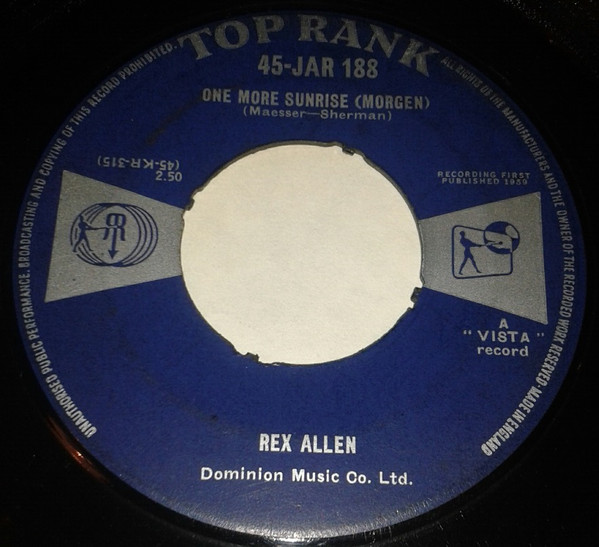 TOP RANK
45-JAR 188
ONE MORE SUNRISE (MORGEN)
(Maesser—Sherman)
(45-KR-315)
2.50
RECORDING FIRST
PUBLISHED 1959
A
"VISTA"
record
REX ALLEN
Dominion Music Co. Ltd.
UNAUTHORISED PUBLIC PERFORMANCE, BROADCASTING AND COPYING OF THIS RECORD PROHIBITED.
ALL RIGHTS OF THE MANUFACTURERS AND THE OWNER OF THE RECORDED WORK RESERVED-MADE IN ENGLAND